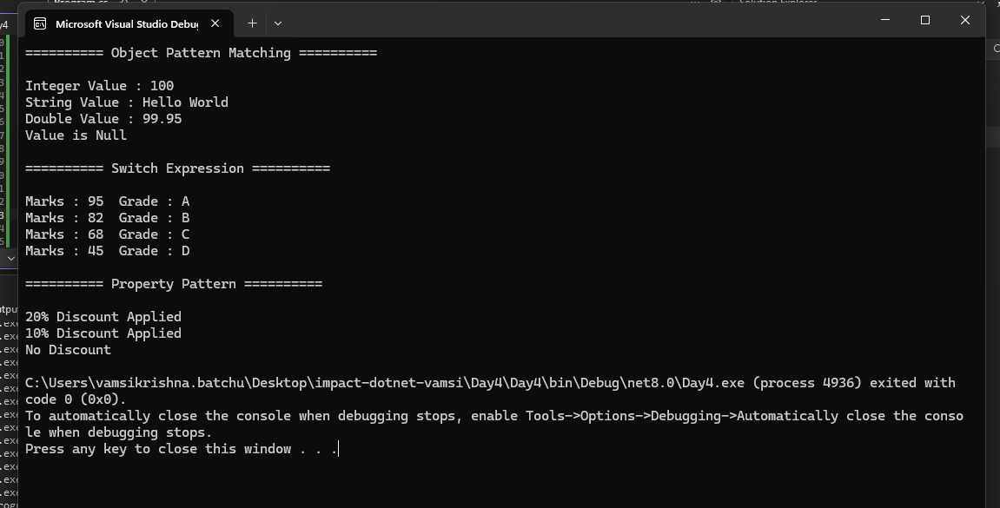 Microsoft Visual Studio Debu
========== Object Pattern Matching ==========
Integer Value : 100
String Value : Hello World
Double Value : 99.95
Value is Null
========== Switch Expression ==========
Marks : 95  Grade : A
Marks : 82  Grade : B
Marks : 68  Grade : C
Marks : 45  Grade : D
========== Property Pattern ==========
20% Discount Applied
10% Discount Applied
No Discount
C:\Users\vamsikrishna.batchu\Desktop\impact-dotnet-vamsi\Day4\Day4\bin\Debug\net8.0\Day4.exe (process 4936) exited with
code 0 (0x0).
To automatically close the console when debugging stops, enable Tools->Options->Debugging->Automatically close the conso
le when debugging stops.
Press any key to close this window . . .